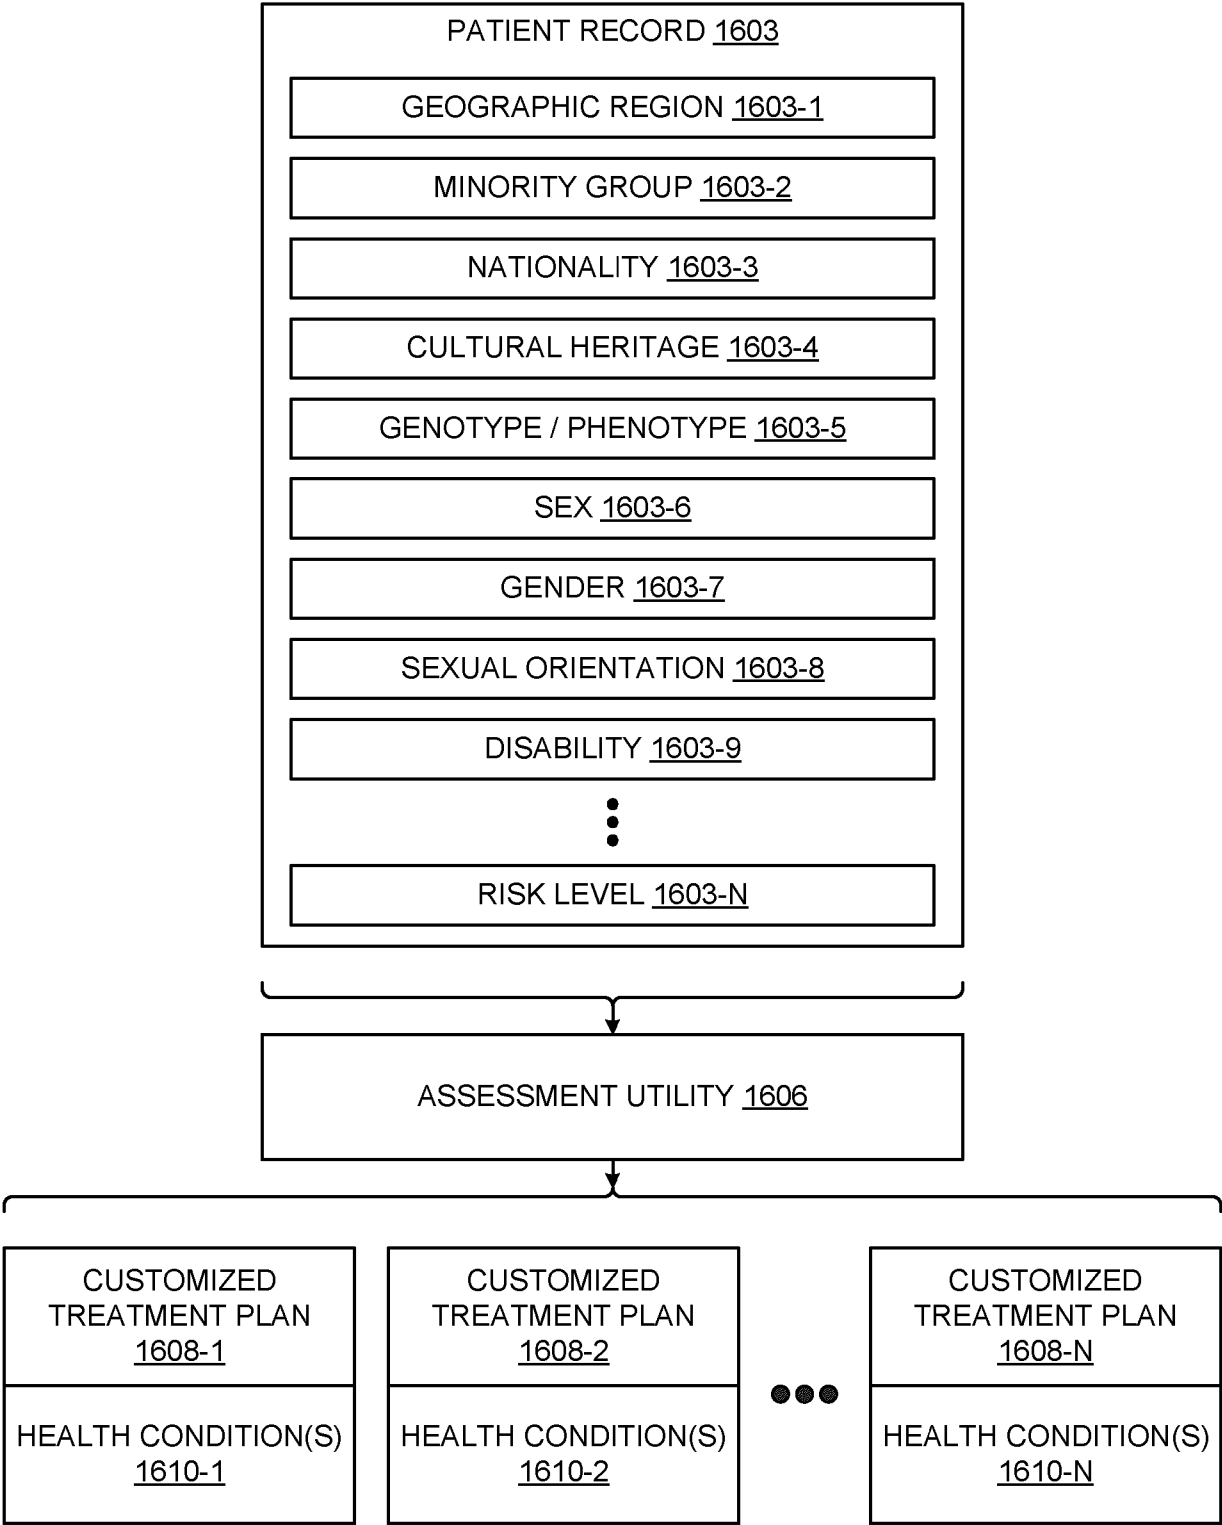 PATIENT RECORD 1603
GEOGRAPHIC REGION 1603-1
MINORITY GROUP 1603-2
NATIONALITY 1603-3
CULTURAL HERITAGE 1603-4
GENOTYPE / PHENOTYPE 1603-5
SEX 1603-6
GENDER 1603-7
SEXUAL ORIENTATION 1603-8
DISABILITY 1603-9
RISK LEVEL 1603-N
ASSESSMENT UTILITY 1606
CUSTOMIZED
TREATMENT PLAN
1608-1
HEALTH CONDITION(S)
1610-1
CUSTOMIZED
TREATMENT PLAN
1608-2
HEALTH CONDITION(S)
1610-2
CUSTOMIZED
TREATMENT PLAN
1608-N
HEALTH CONDITION(S)
1610-N